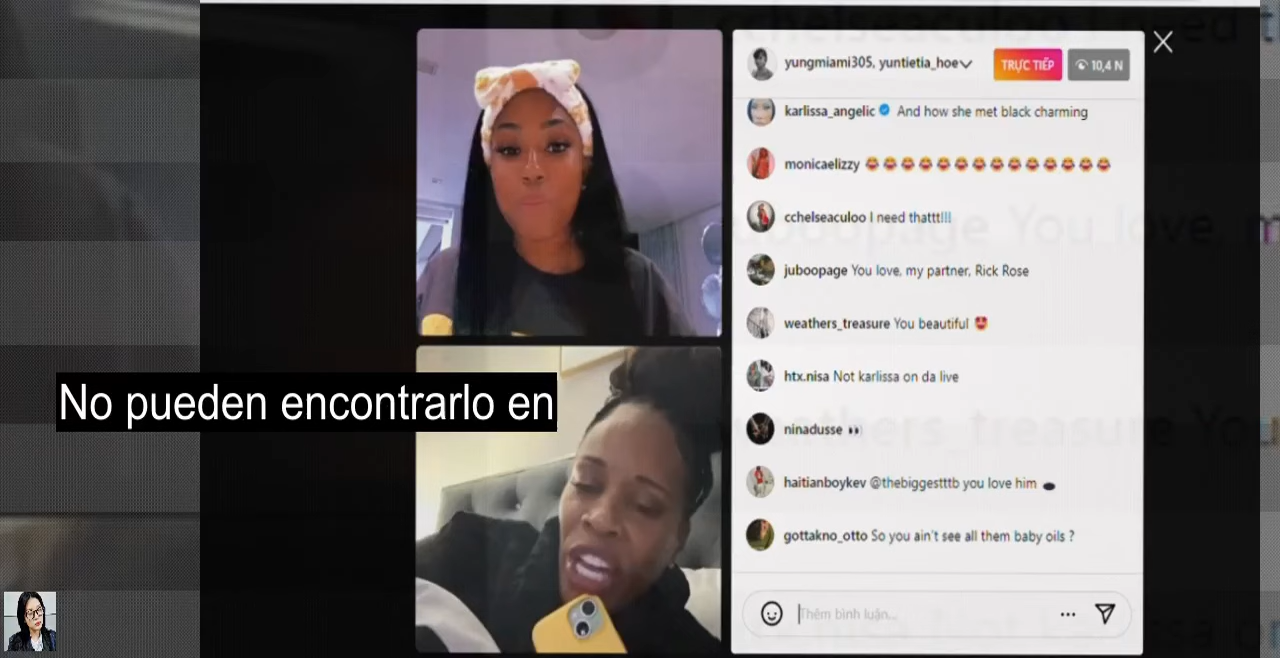 yungmiami305, yuntietia_hoe
TRỰC TIẾP
10,4 N
karlissa_angelic And how she met black charming
monicaelizzy 😂😂😂😂😂😂😂😂😂😂😂😂😂😂
cchelseaculoo I need thattt!!!
juboopage You love, my partner, Rick Rose
weathers_treasure You beautiful 😍
htx.nisa Not karlissa on da live
ninadusse 👀
haitianboykev @thebiggestttb you love him 🕳️
gottakno_otto So you ain't see all them baby oils ?
Thêm bình luận...
No pueden encontrarlo en